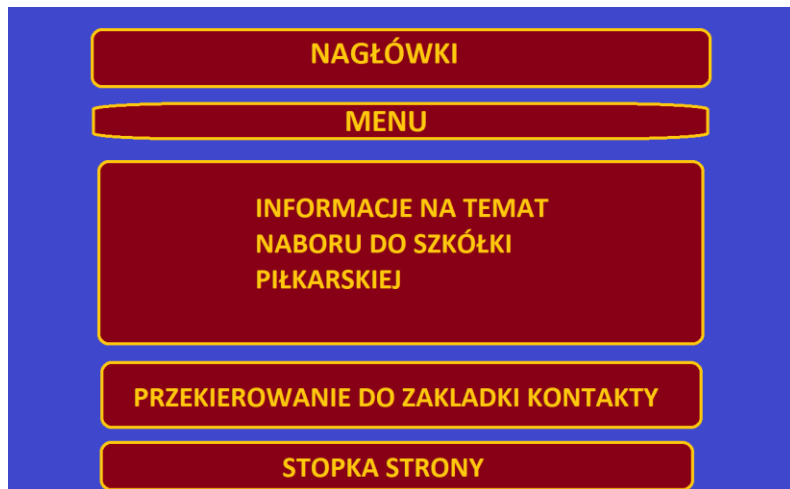 NAGŁÓWKI
MENU
INFORMACJE NA TEMAT
NABORU DO SZKÓŁKI
PIŁKARSKIEJ
PRZEKIEROWANIE DO ZAKLADKI KONTAKTY
STOPKA STRONY